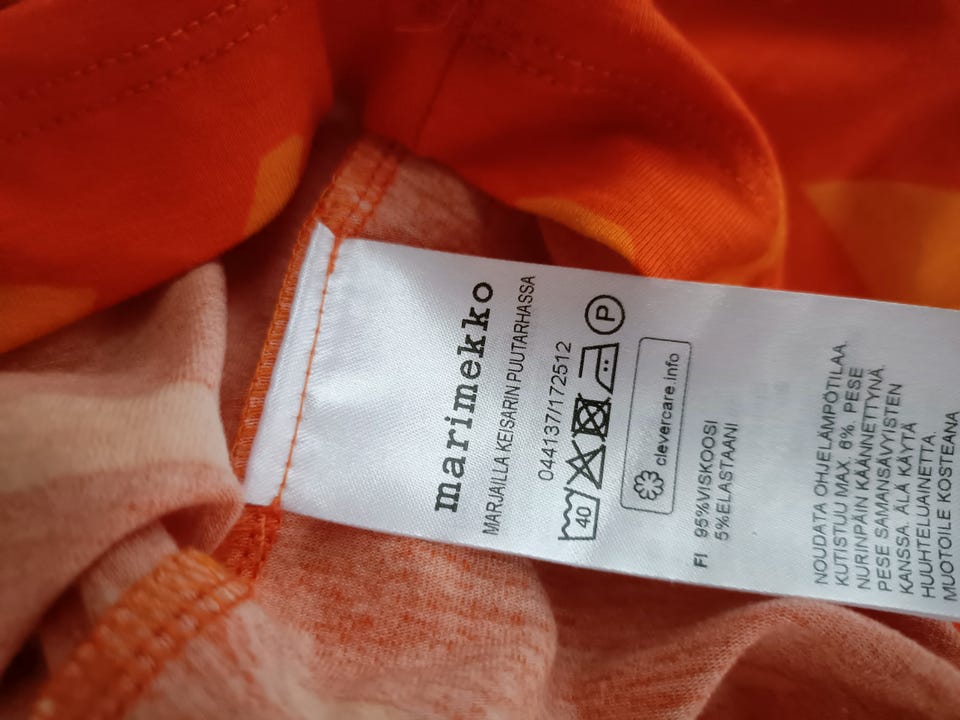 marimekko
MARJAILLA KEISARIN PUUTARHASSA
044137/172512
40 P
clevercare.info
FI 95%VISKOOSI
5%ELASTAANI
NOUDATA OHJELÄMPÖTILAA.
KUTISTUU MAX. 6%. PESE
NURINPÄIN KÄÄNNETTYNÄ.
PESE SAMANSÄVYISTEN
KANSSA. ÄLÄ KÄYTÄ
HUUHTELUAINETTA.
MUOTOILE KOSTEANA